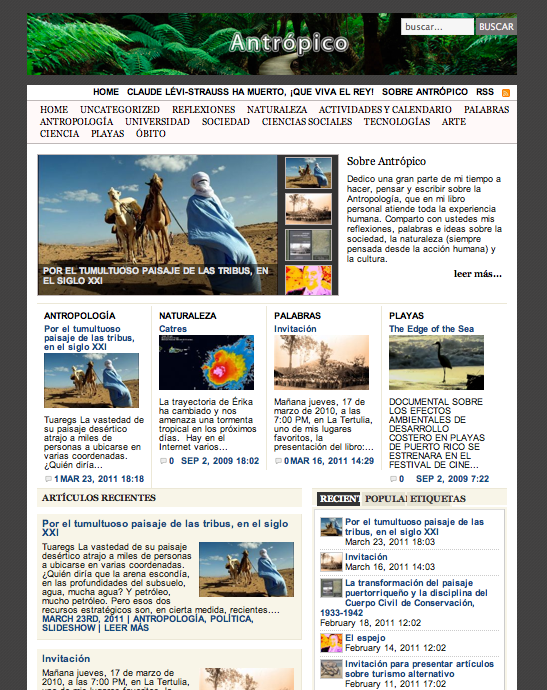 Antrópico
buscar...
BUSCAR
HOME CLAUDE LÉVI-STRAUSS HA MUERTO, ¡QUE VIVA EL REY! SOBRE ANTRÓPICO RSS
HOME UNCATEGORIZED REFLEXIONES NATURALEZA ACTIVIDADES Y CALENDARIO PALABRAS
ANTROPOLOGÍA UNIVERSIDAD SOCIEDAD CIENCIAS SOCIALES TECNOLOGÍAS ARTE
CIENCIA PLAYAS ÓBITO
POR EL TUMULTUOSO PAISAJE DE LAS TRIBUS, EN
EL SIGLO XXI
Sobre Antrópico
Dedico una gran parte de mi tiempo a
hacer, pensar y escribir sobre la
Antropología, que en mi libro
personal atiende toda la experiencia
humana. Comparto con ustedes mis
reflexiones, palabras e ideas sobre la
sociedad, la naturaleza (siempre
pensada desde la acción humana) y
la cultura.
leer más...
ANTROPOLOGÍA
Por el tumultuoso
paisaje de las tribus,
en el siglo XXI
Tuaregs La vastedad de
su paisaje desértico
atrajo a miles de
personas a ubicarse en
varias coordenadas.
¿Quién diría...
1 MAR 23, 2011 18:18
NATURALEZA
Catres
La trayectoria de Érika
ha cambiado y nos
amenaza una tormenta
tropical en los próximos
días. Hay en el
Internet varios...
0 SEP 2, 2009 18:02
PALABRAS
Invitación
Mañana jueves, 17 de
marzo de 2010, a las
7:00 PM, en La Tertulia,
uno de mis lugares
favoritos, la
presentación del libro:...
0 MAR 16, 2011 14:29
PLAYAS
The Edge of the Sea
DOCUMENTAL SOBRE
LOS EFECTOS
AMBIENTALES DE
DESARROLLO
COSTERO EN PLAYAS
DE PUERTO RICO SE
ESTRENARA EN EL
FESTIVAL DE CINE...
0 SEP 2, 2009 7:22
ARTÍCULOS RECIENTES
Por el tumultuoso paisaje de las tribus, en el siglo
XXI
Tuaregs La vastedad de su paisaje
desértico atrajo a miles de personas
a ubicarse en varias coordenadas.
¿Quién diría que la arena escondía,
en las profundidades del subsuelo,
agua, mucha agua? Y petróleo,
mucho petróleo. Pero esos dos
recursos estratégicos son, en cierta medida, recientes....
MARCH 23RD, 2011 | ANTROPOLOGÍA, POLÍTICA,
SLIDESHOW | LEER MÁS
Invitación
Mañana jueves, 17 de marzo de
2010, a las 7:00 PM, en La Tertulia,
uno de mis lugares favoritos, la
RECIENT POPULAR ETIQUETAS
Por el tumultuoso paisaje de las
tribus, en el siglo XXI
March 23, 2011 18:03
Invitación
March 16, 2011 14:03
La transformación del paisaje
puertorriqueño y la disciplina del
Cuerpo Civil de Conservación,
1933-1942
February 18, 2011 12:02
El espejo
February 14, 2011 12:02
Invitación para presentar artículos
sobre turismo alternativo
February 11, 2011 17:02